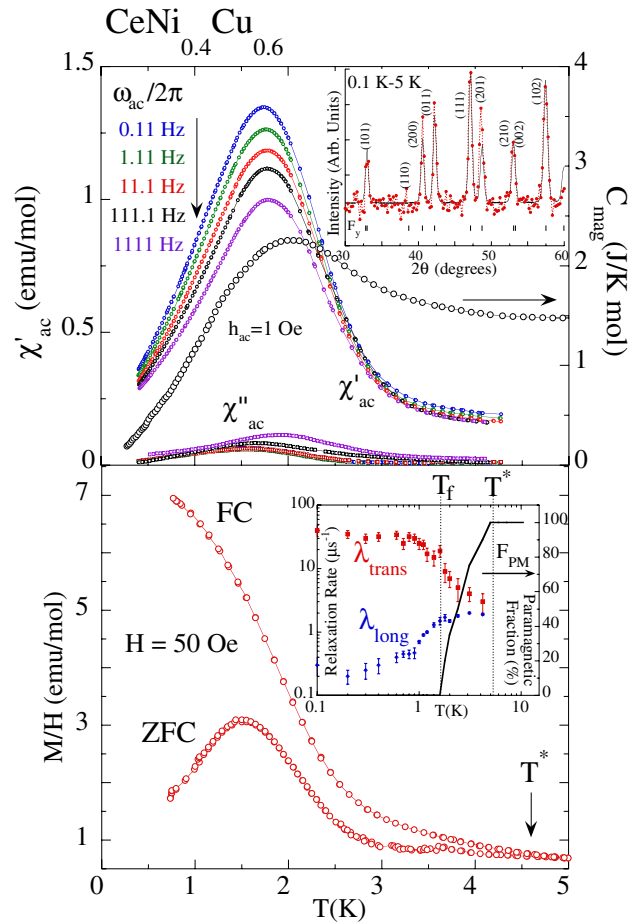 CeNi0.4Cu0.6
1.5
1
0.5
0
χ'ac (emu/mol)
ωac/2π
0.11 Hz
1.11 Hz
11.1 Hz
111.1 Hz
1111 Hz
hac=1 Oe
χ'ac
χ''ac
4
3
2
1
0
Cmag (J/K mol)
0.1 K-5 K
Intensity (Arb. Units)
(101)
(110)
(200)
(011)
(111)
(201)
(210)
(002)
(102)
Fy
30 40 50 60
2θ (degrees)
7
5
3
1
M/H (emu/mol)
FC
H = 50 Oe
ZFC
T*
Tf T*
100
10
1
0.1
Relaxation Rate (μs-1)
λtrans
λlong
FPM
100
80
60
40
20
0
Paramagnetic
Fraction (%)
0.1 1 10
T(K)
0 1 2 3 4 5
T(K)